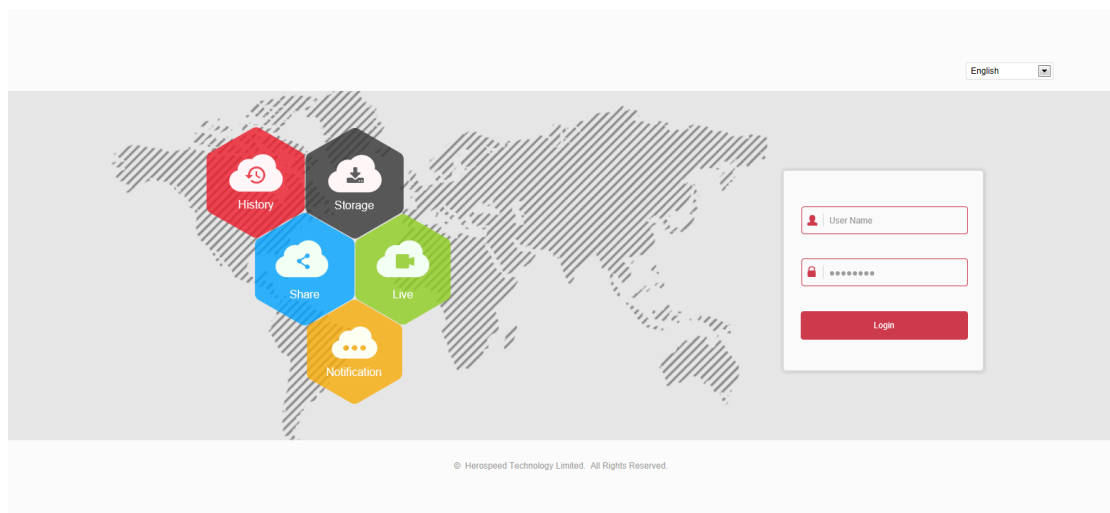 English
History
Storage
Share
Live
Notification
User Name
••••••••
Login
© Herospeed Technology Limited. All Rights Reserved.